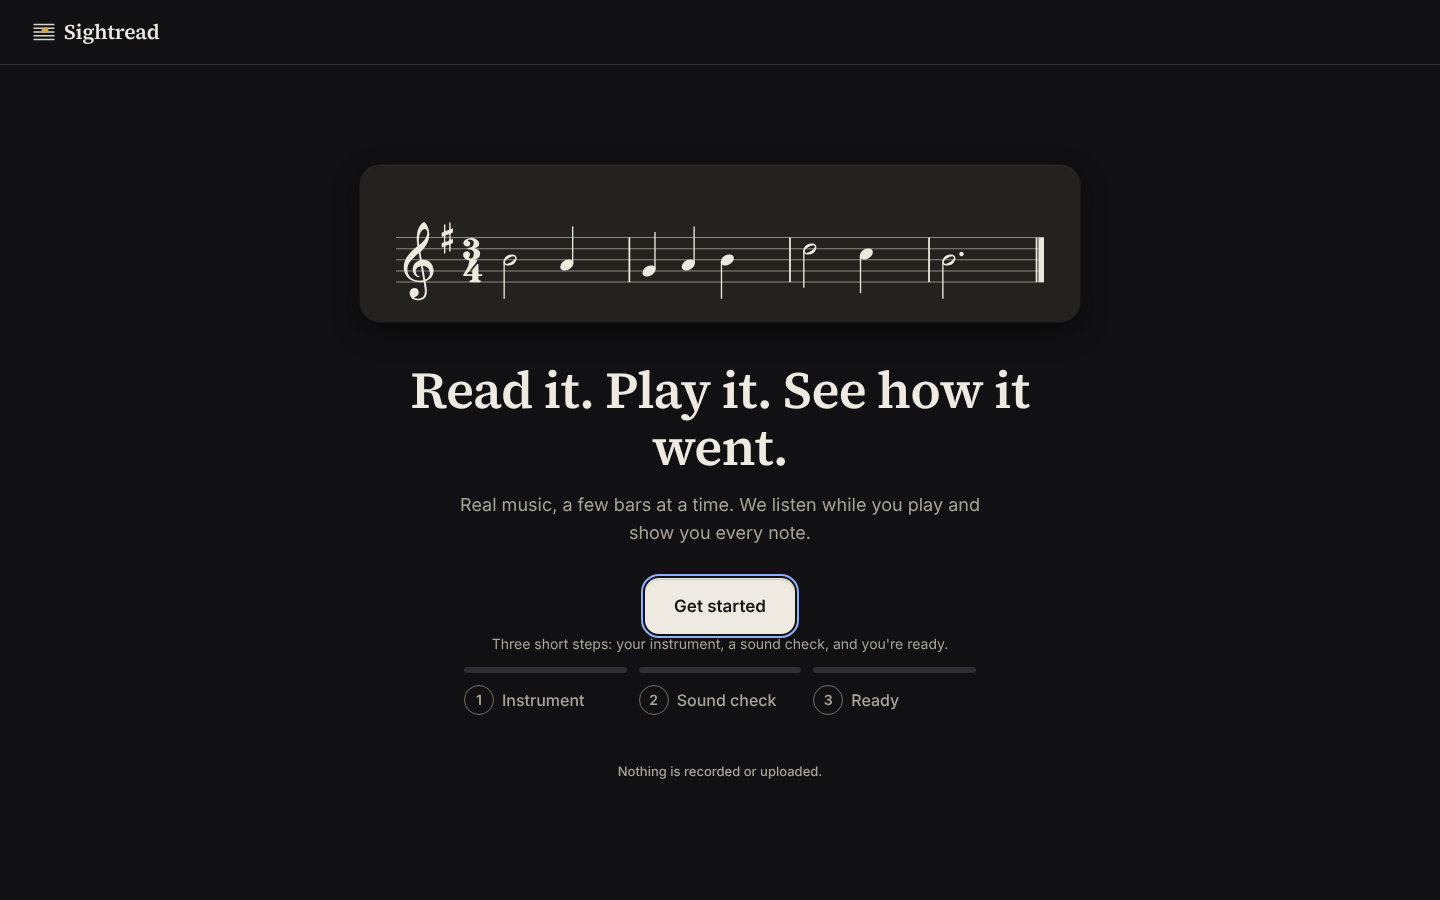 Sightread
3
4
Read it. Play it. See how it
went.
Real music, a few bars at a time. We listen while you play and
show you every note.
Get started
Three short steps: your instrument, a sound check, and you're ready.
1 Instrument 2 Sound check 3 Ready
Nothing is recorded or uploaded.